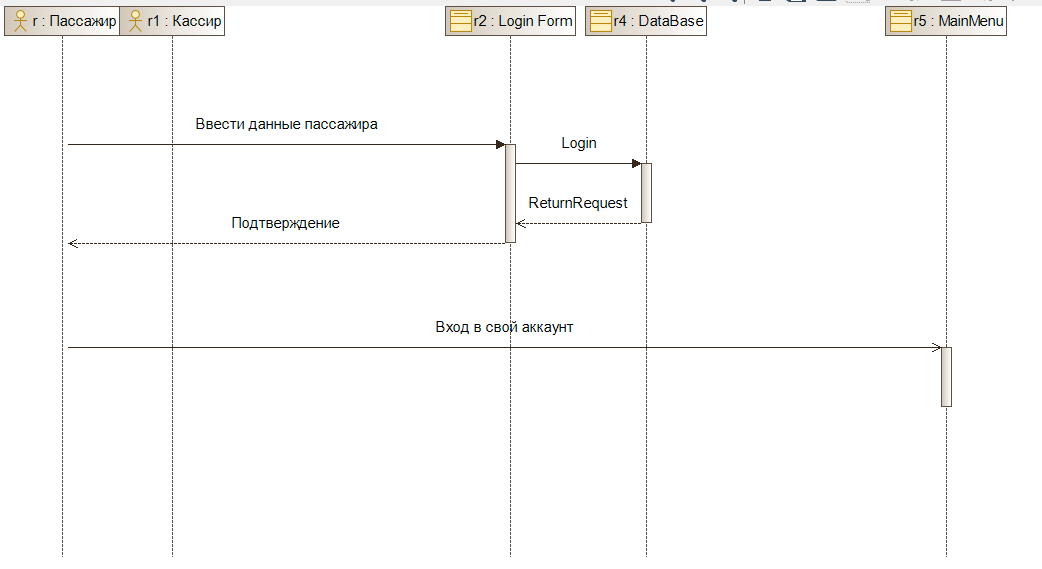 r : Пассажир
r1 : Кассир
r2 : Login Form
r4 : DataBase
r5 : MainMenu
Ввести данные пассажира
Login
ReturnRequest
Подтверждение
Вход в свой аккаунт